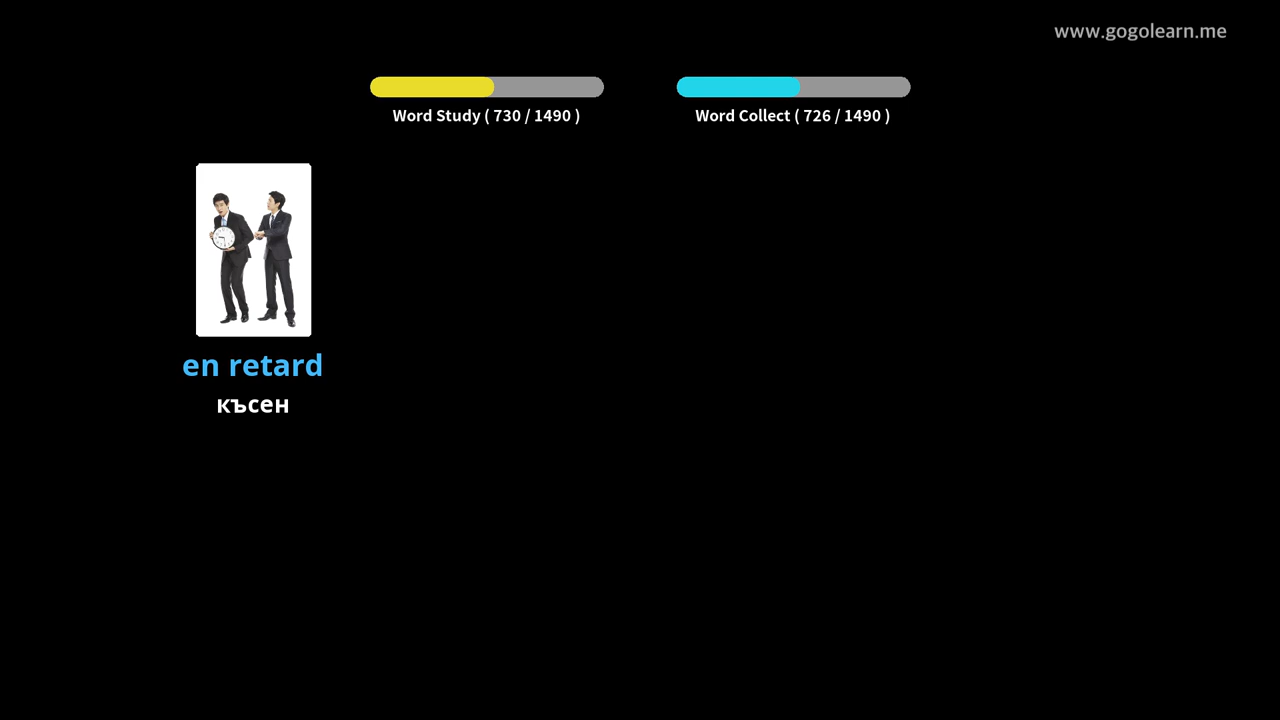 www.gogolearn.me
Word Study ( 730 / 1490 )
Word Collect ( 726 / 1490 )
en retard
късен